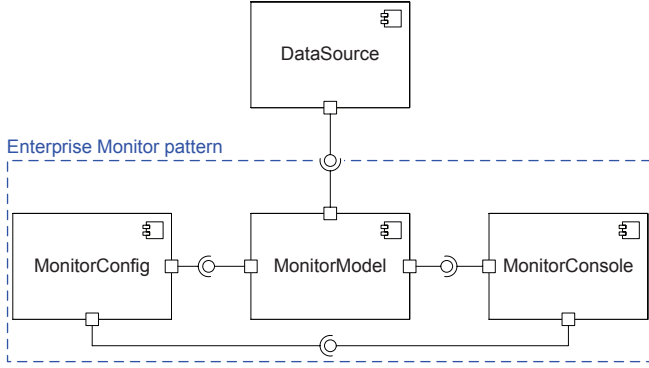 DataSource
Enterprise Monitor pattern
MonitorConfig
MonitorModel
MonitorConsole